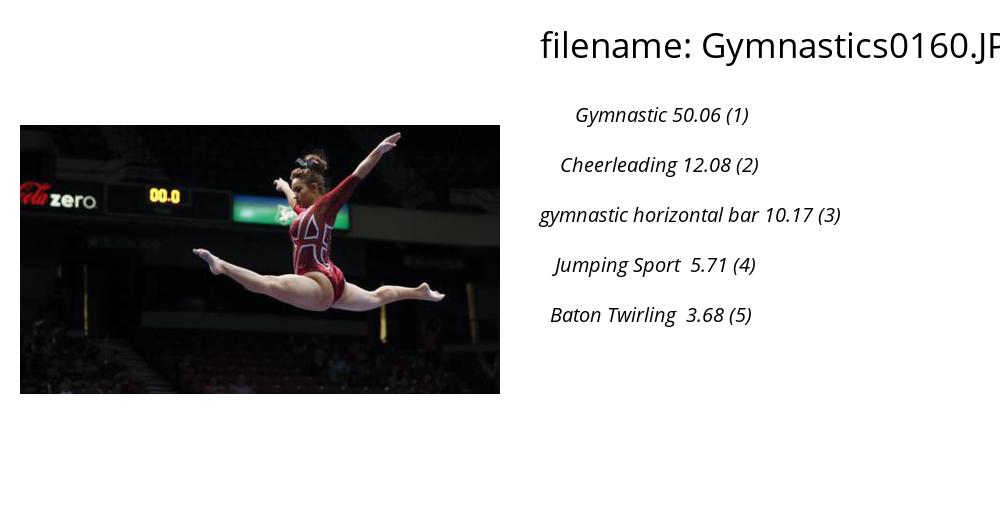 filename: Gymnastics0160.JP
Gymnastic 50.06 (1)
Cheerleading 12.08 (2)
gymnastic horizontal bar 10.17 (3)
Jumping Sport 5.71 (4)
Baton Twirling 3.68 (5)
zero
00.0